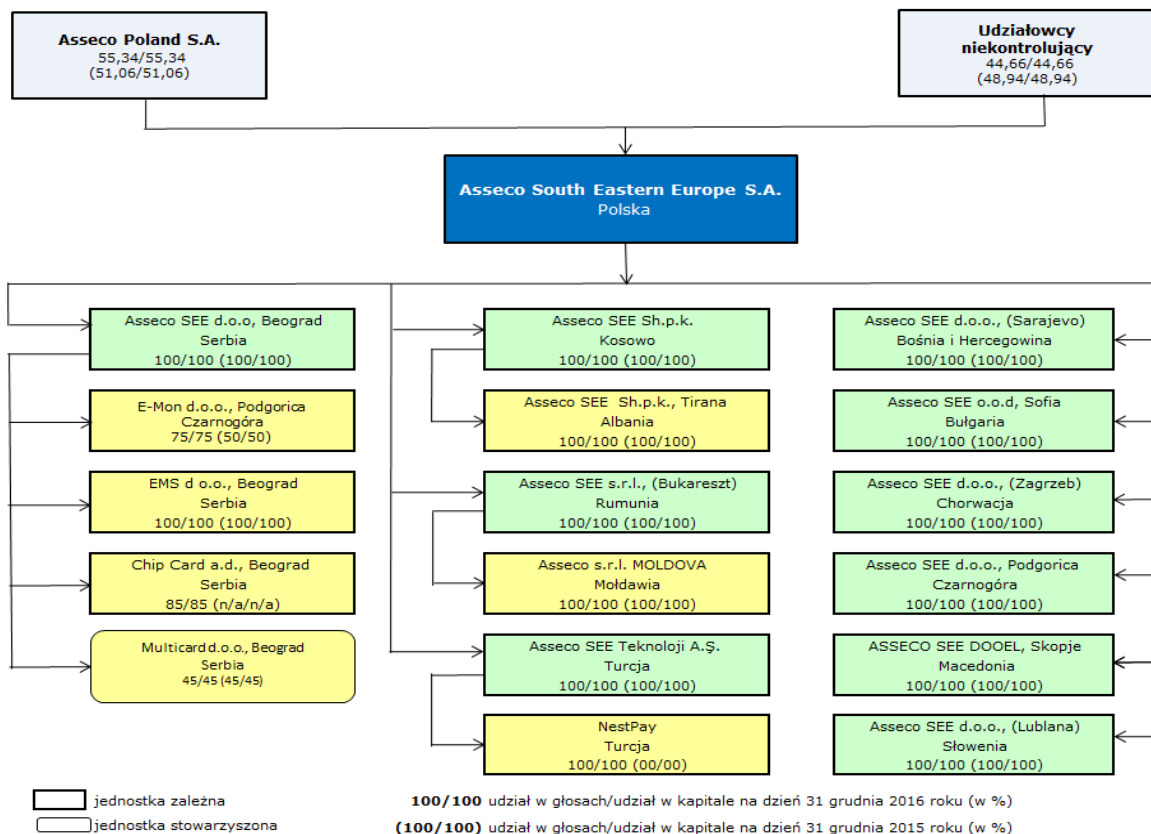 Asseco Poland S.A.
55,34/55,34
(51,06/51,06)
Udziałowcy
niekontrolujący
44,66/44,66
(48,94/48,94)
Asseco South Eastern Europe S.A.
Polska
Asseco SEE d.o.o, Beograd
Serbia
100/100 (100/100)
E-Mon d.o.o., Podgorica
Czarnogóra
75/75 (50/50)
EMS d o.o., Beograd
Serbia
100/100 (100/100)
Chip Card a.d., Beograd
Serbia
85/85 (n/a/n/a)
Multicard d.o.o., Beograd
Serbia
45/45 (45/45)
Asseco SEE Sh.p.k.
Kosowo
100/100 (100/100)
Asseco SEE Sh.p.k., Tirana
Albania
100/100 (100/100)
Asseco SEE s.r.l., (Bukareszt)
Rumunia
100/100 (100/100)
Asseco s.r.l. MOLDOVA
Mołdawia
100/100 (100/100)
Asseco SEE Teknoloji A.Ş.
Turcja
100/100 (100/100)
NestPay
Turcja
100/100 (00/00)
Asseco SEE d.o.o., (Sarajevo)
Bośnia i Hercegowina
100/100 (100/100)
Asseco SEE o.o.d, Sofia
Bułgaria
100/100 (100/100)
Asseco SEE d.o.o., (Zagrzeb)
Chorwacja
100/100 (100/100)
Asseco SEE d.o.o., Podgorica
Czarnogóra
100/100 (100/100)
ASSECO SEE DOOEL, Skopje
Macedonia
100/100 (100/100)
Asseco SEE d.o.o., (Lublana)
Słowenia
100/100 (100/100)
jednostka zależna
jednostka stowarzyszona
100/100 udział w głosach/udział w kapitale na dzień 31 grudnia 2016 roku (w %)
(100/100) udział w głosach/udział w kapitale na dzień 31 grudnia 2015 roku (w %)